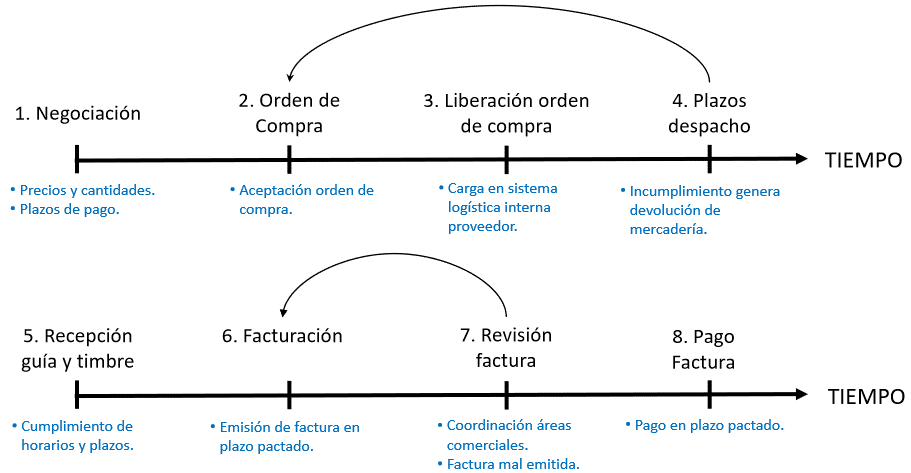 1. Negociación
2. Orden de
Compra
3. Liberación orden
de compra
4. Plazos
despacho
TIEMPO
• Precios y cantidades.
• Plazos de pago.
• Aceptación orden de
compra.
• Carga en sistema
logística interna
proveedor.
• Incumplimiento genera
devolución de
mercadería.
5. Recepción
guía y timbre
6. Facturación
7. Revisión
factura
8. Pago
Factura
TIEMPO
• Cumplimiento de
horarios y plazos.
• Emisión de factura en
plazo pactado.
• Coordinación áreas
comerciales.
• Factura mal emitida.
• Pago en plazo pactado.